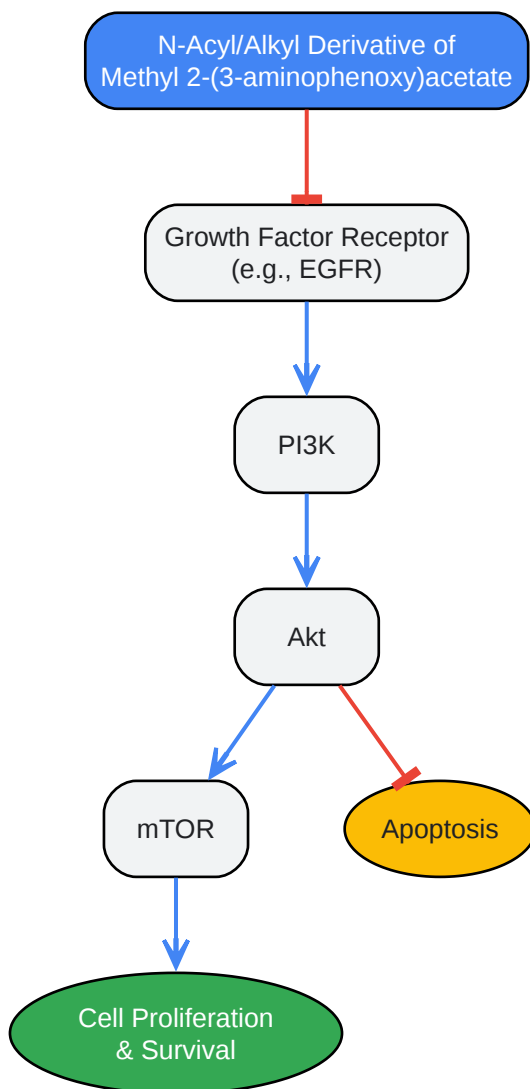 N-Acyl/Alkyl Derivative of
Methyl 2-(3-aminophenoxy)acetate
Growth Factor Receptor
(e.g., EGFR)
PI3K
Akt
mTOR
Apoptosis
Cell Proliferation
& Survival